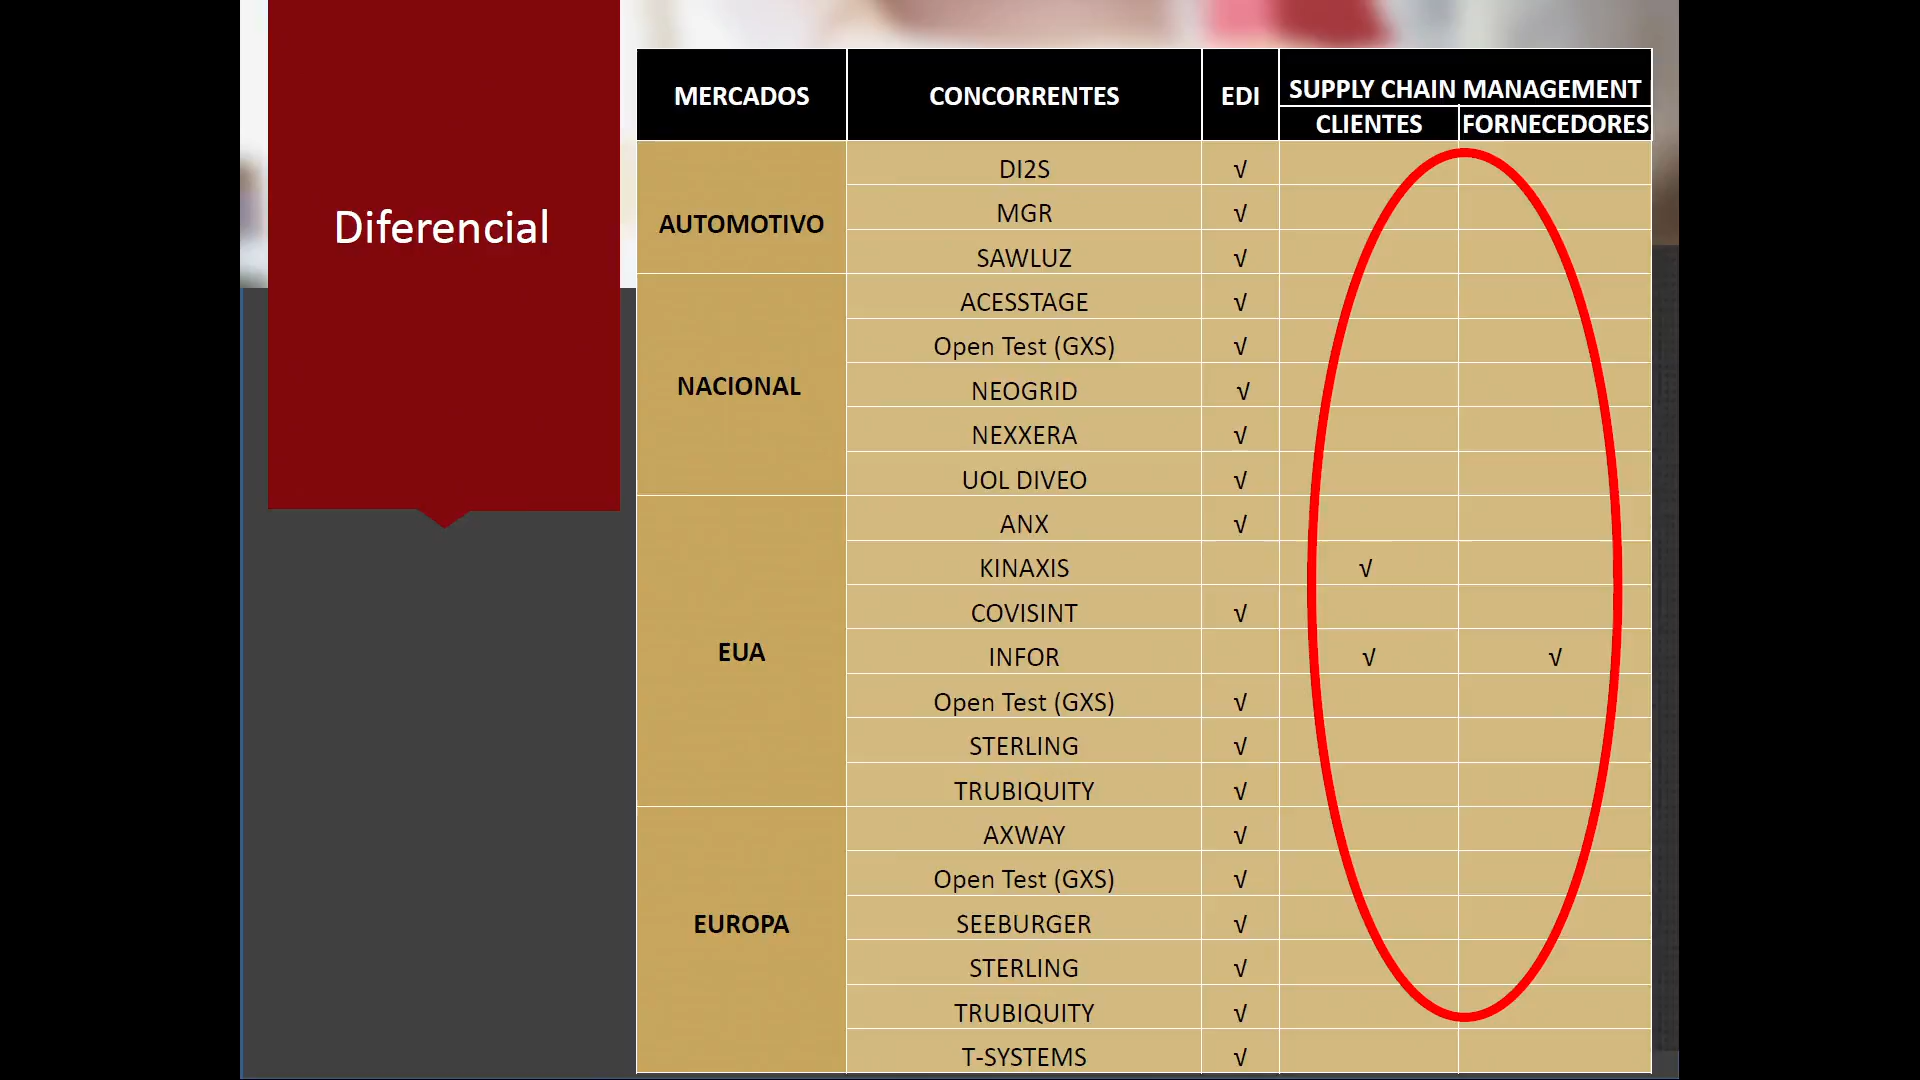 Diferencial
MERCADOS CONCORRENTES EDI SUPPLY CHAIN MANAGEMENT
CLIENTES FORNECEDORES
AUTOMOTIVO
DI2S √
MGR √
SAWLUZ √
NACIONAL
ACESSTAGE √
Open Test (GXS) √
NEOGRID √
NEXXERA √
UOL DIVEO √
EUA
ANX √
KINAXIS √
COVISINT √
INFOR √ √
Open Test (GXS) √
STERLING √
TRUBIQUITY √
EUROPA
AXWAY √
Open Test (GXS) √
SEEBURGER √
STERLING √
TRUBIQUITY √
T-SYSTEMS √